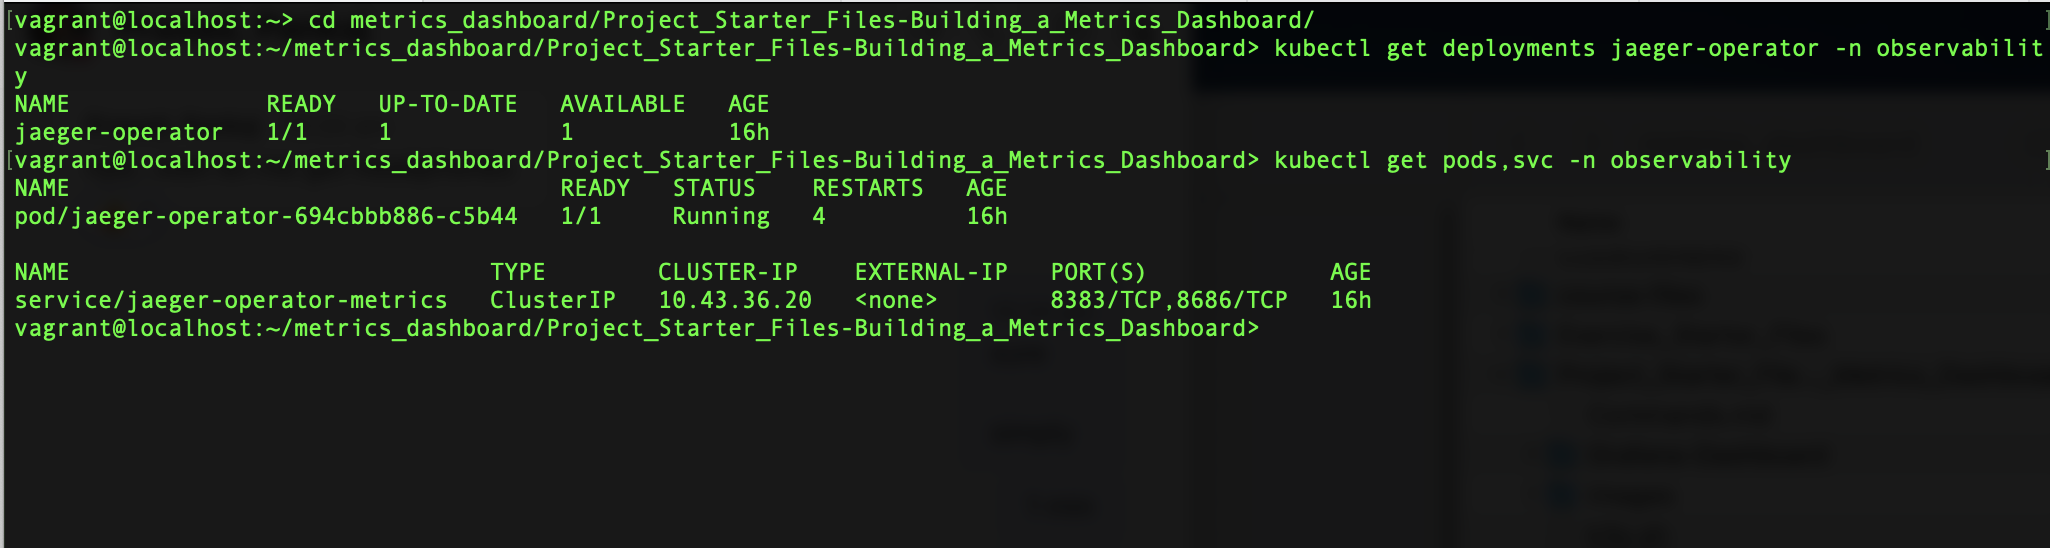 [vagrant@localhost:~> cd metrics_dashboard/Project_Starter_Files-Building_a_Metrics_Dashboard/ ]
vagrant@localhost:~/metrics_dashboard/Project_Starter_Files-Building_a_Metrics_Dashboard> kubectl get deployments jaeger-operator -n observabilit
y
NAME READY UP-TO-DATE AVAILABLE AGE
jaeger-operator 1/1 1 1 16h
[vagrant@localhost:~/metrics_dashboard/Project_Starter_Files-Building_a_Metrics_Dashboard> kubectl get pods,svc -n observability ]
NAME READY STATUS RESTARTS AGE
pod/jaeger-operator-694cbbb886-c5b44 1/1 Running 4 16h
NAME TYPE CLUSTER-IP EXTERNAL-IP PORT(S) AGE
service/jaeger-operator-metrics ClusterIP 10.43.36.20 <none> 8383/TCP,8686/TCP 16h
vagrant@localhost:~/metrics_dashboard/Project_Starter_Files-Building_a_Metrics_Dashboard>